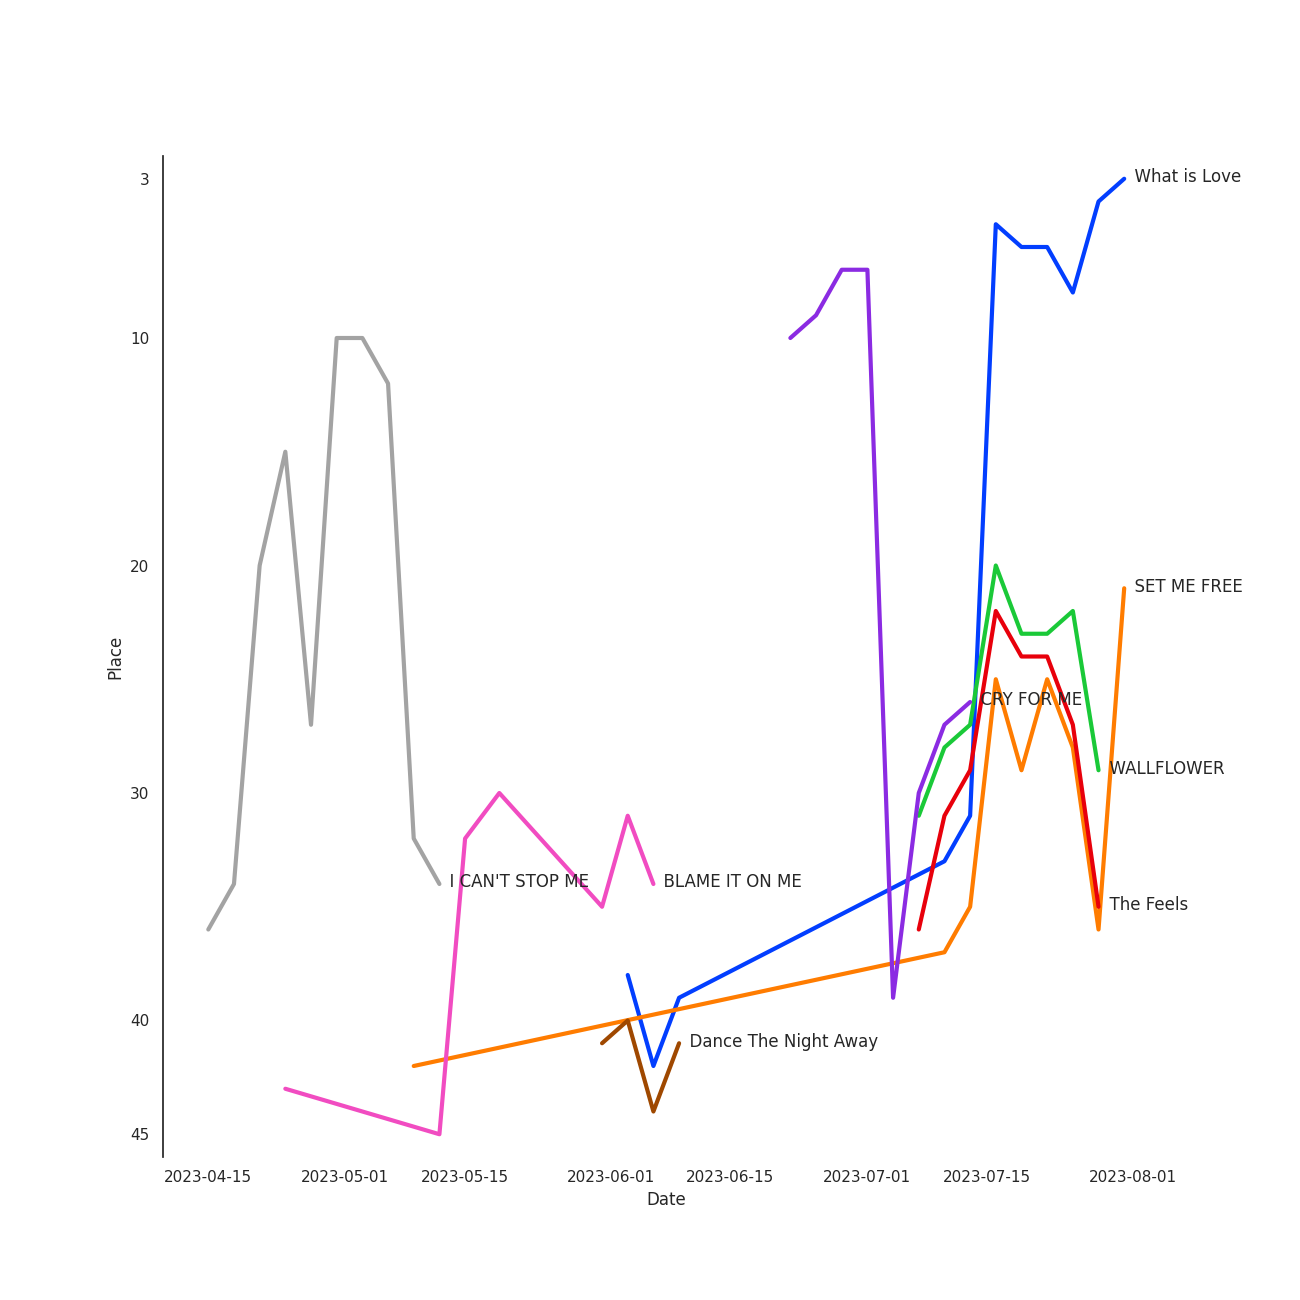 3
What is Love
10
20
SET ME FREE
Place
CRY FOR ME
WALLFLOWER
30
I CAN'T STOP ME
BLAME IT ON ME
The Feels
40
Dance The Night Away
45
2023-04-15
2023-05-01
2023-05-15
2023-06-01
2023-06-15
2023-07-01
2023-07-15
2023-08-01
Date